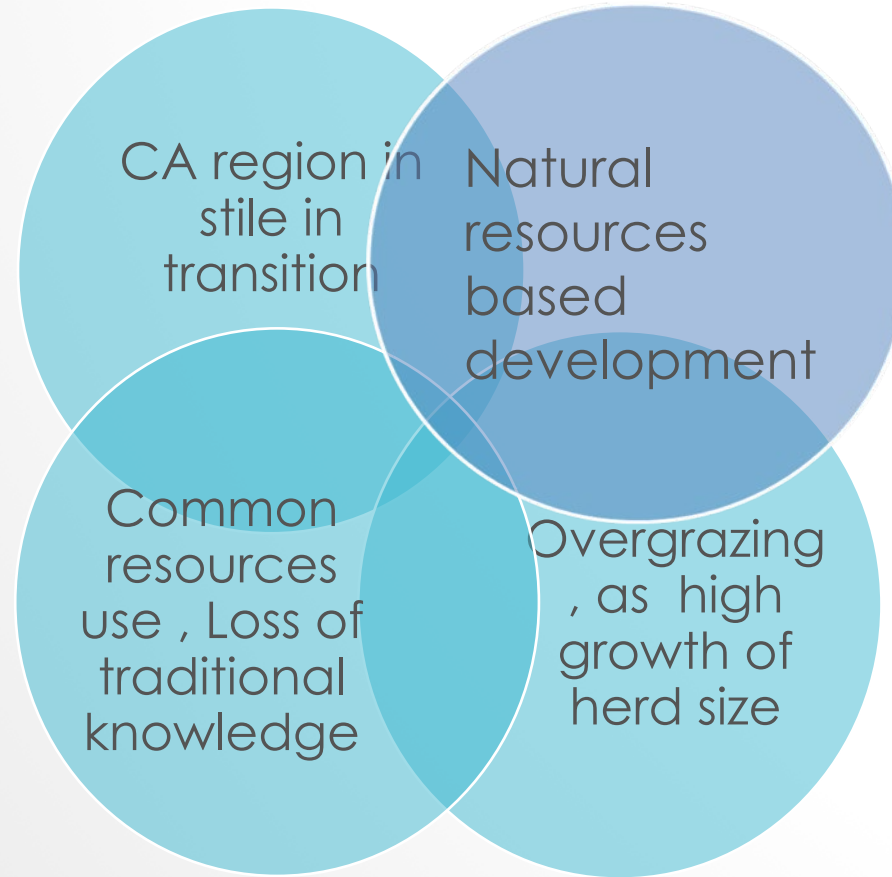 CA region in
stile in
transition
Natural
resources
based
development
Common
resources
use , Loss of
traditional
knowledge
Overgrazing
, as  high
growth of
herd size